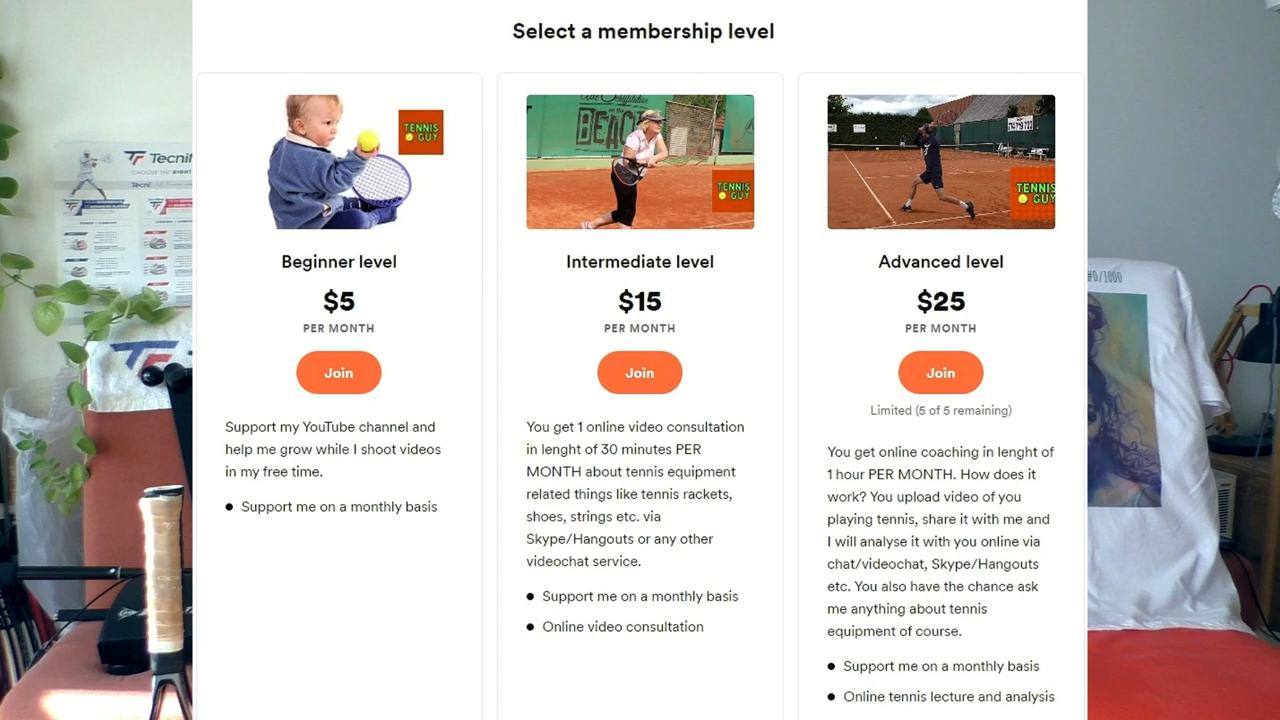 Select a membership level
TENNIS
GUY
Beginner level
$5
PER MONTH
Join
Support my YouTube channel and
help me grow while I shoot videos
in my free time.
Support me on a monthly basis
BEACH
TENNIS
GUY
Intermediate level
$15
PER MONTH
Join
You get 1 online video consultation
in lenght of 30 minutes PER
MONTH about tennis equipment
related things like tennis rackets,
shoes, strings etc. via
Skype/Hangouts or any other
videochat service.
Support me on a monthly basis
Online video consultation
TENNIS
GUY
Advanced level
$25
PER MONTH
Join
Limited (5 of 5 remaining)
You get online coaching in lenght of
1 hour PER MONTH. How does it
work? You upload video of you
playing tennis, share it with me and
I will analyse it with you online via
chat/videochat, Skype/Hangouts
etc. You also have the chance ask
me anything about tennis
equipment of course.
Support me on a monthly basis
Online tennis lecture and analysis
Tecni